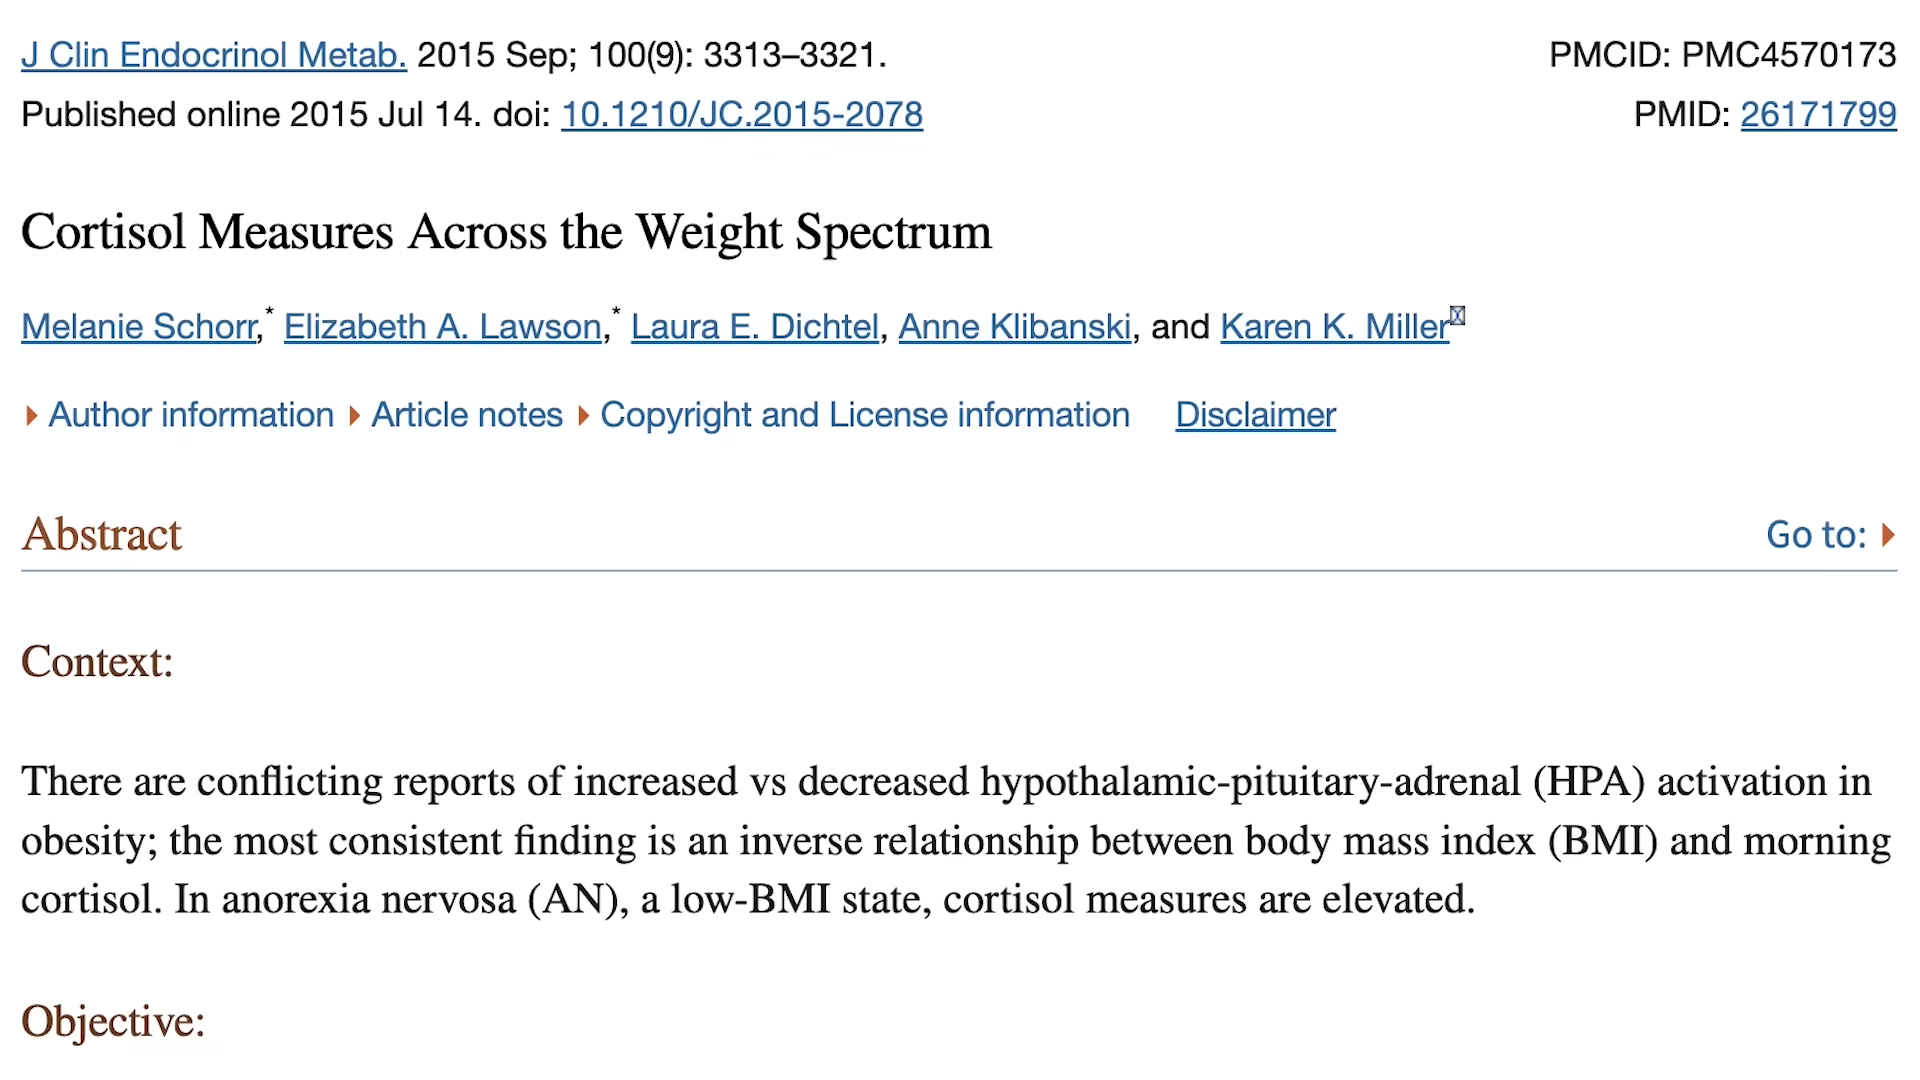 J Clin Endocrinol Metab. 2015 Sep; 100(9): 3313–3321.
PMCID: PMC4570173
Published online 2015 Jul 14. doi: 10.1210/JC.2015-2078
PMID: 26171799
Cortisol Measures Across the Weight Spectrum
Melanie Schorr,* Elizabeth A. Lawson,* Laura E. Dichtel, Anne Klibanski, and Karen K. Miller
Author information Article notes Copyright and License information Disclaimer
Abstract
Go to:
Context:
There are conflicting reports of increased vs decreased hypothalamic-pituitary-adrenal (HPA) activation in
obesity; the most consistent finding is an inverse relationship between body mass index (BMI) and morning
cortisol. In anorexia nervosa (AN), a low-BMI state, cortisol measures are elevated.
Objective: